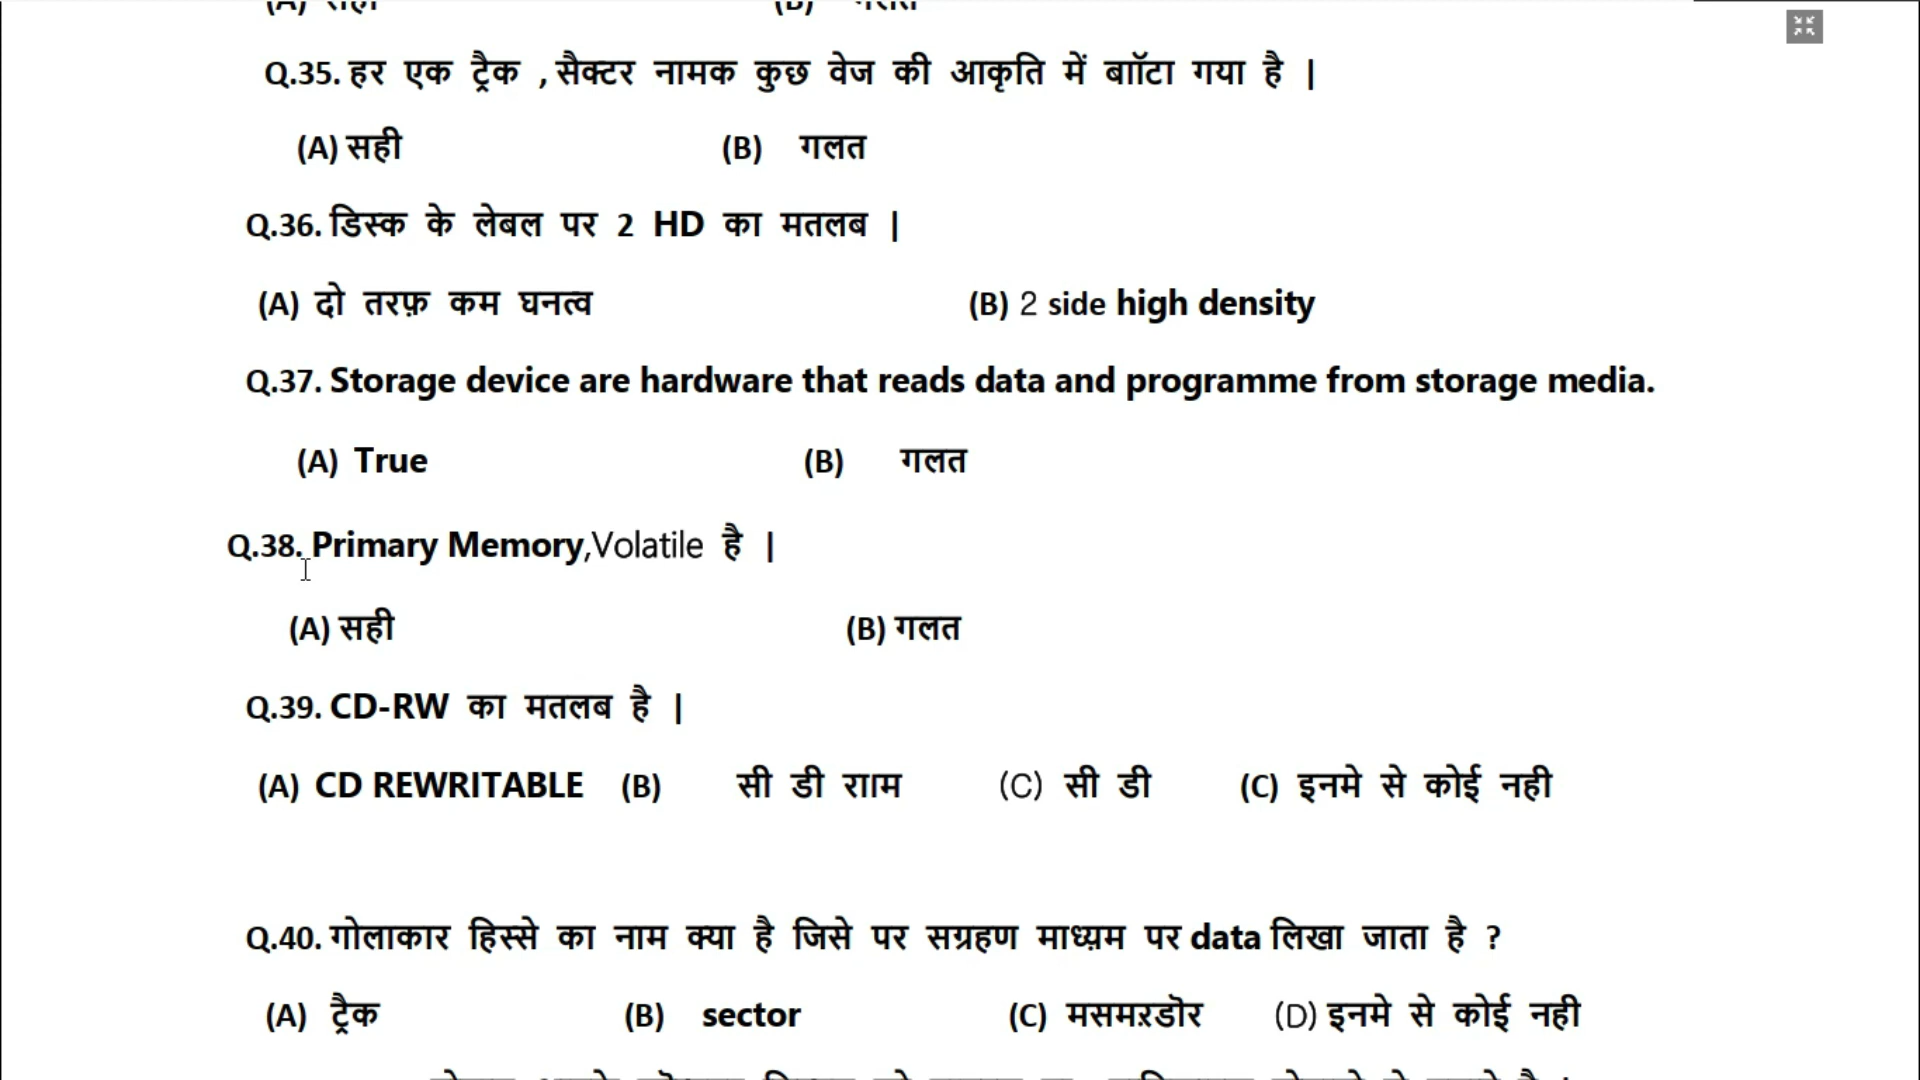 (A) सही (B) गलत
Q.35. हर एक ट्रैक ,सैक्टर नामक कुछ वेज की आकृति में बाॉटा गया है |
(A) सही (B) गलत
Q.36. डिस्क के लेबल पर 2 HD का मतलब |
(A) दो तरफ़ कम घनत्व (B) 2 side high density
Q.37. Storage device are hardware that reads data and programme from storage media.
(A) True (B) गलत
Q.38. Primary Memory,Volatile है |
(A) सही (B) गलत
Q.39. CD-RW का मतलब है |
(A) CD REWRITABLE (B) सी डी रााम (C) सी डी (C) इनमे से कोई नही
Q.40. गोलाकार हिस्से का नाम क्या है जिसे पर सग्रहण माध्य़म पर data लिखा जाता है ?
(A) ट्रैक (B) sector (C) मसमऱडॊर (D) इनमे से कोई नही